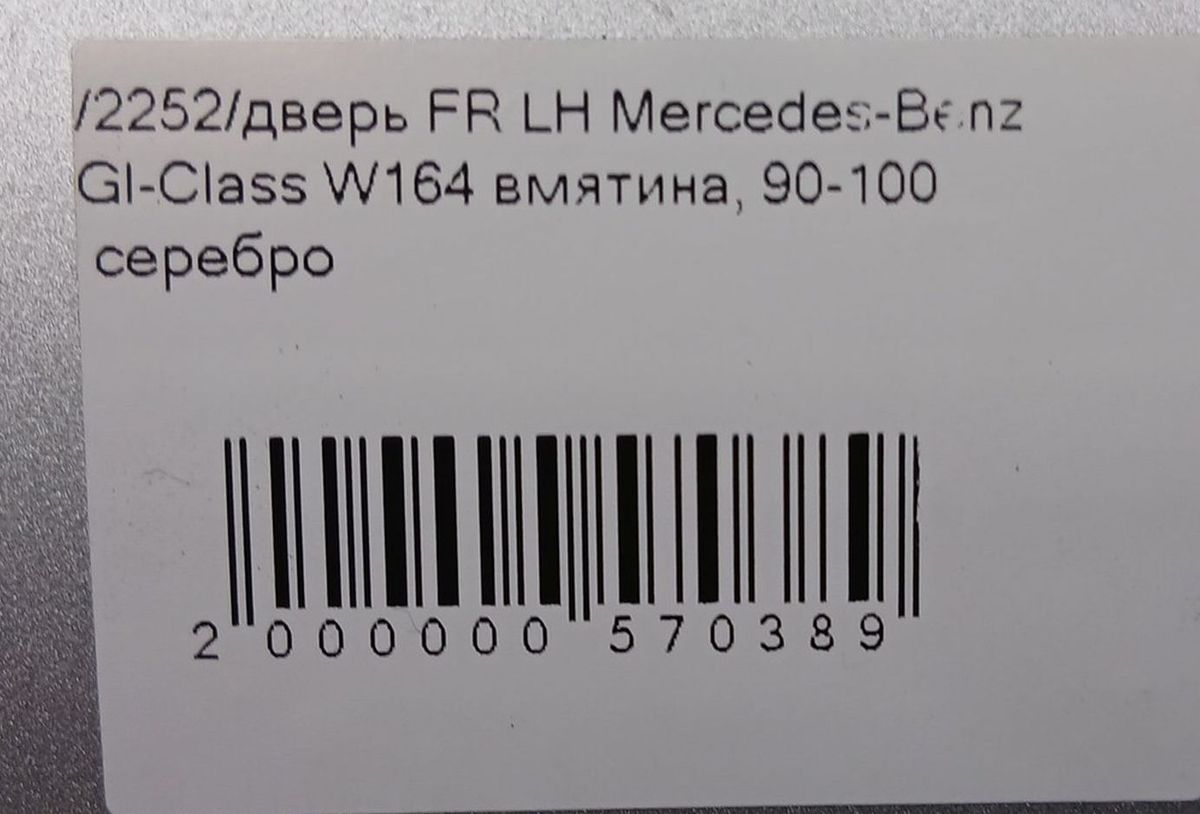 /2252/дверь FR LH Mercedes-Benz
Gl-Class W164 вмятина, 90-100
серебро
2 000000 570389